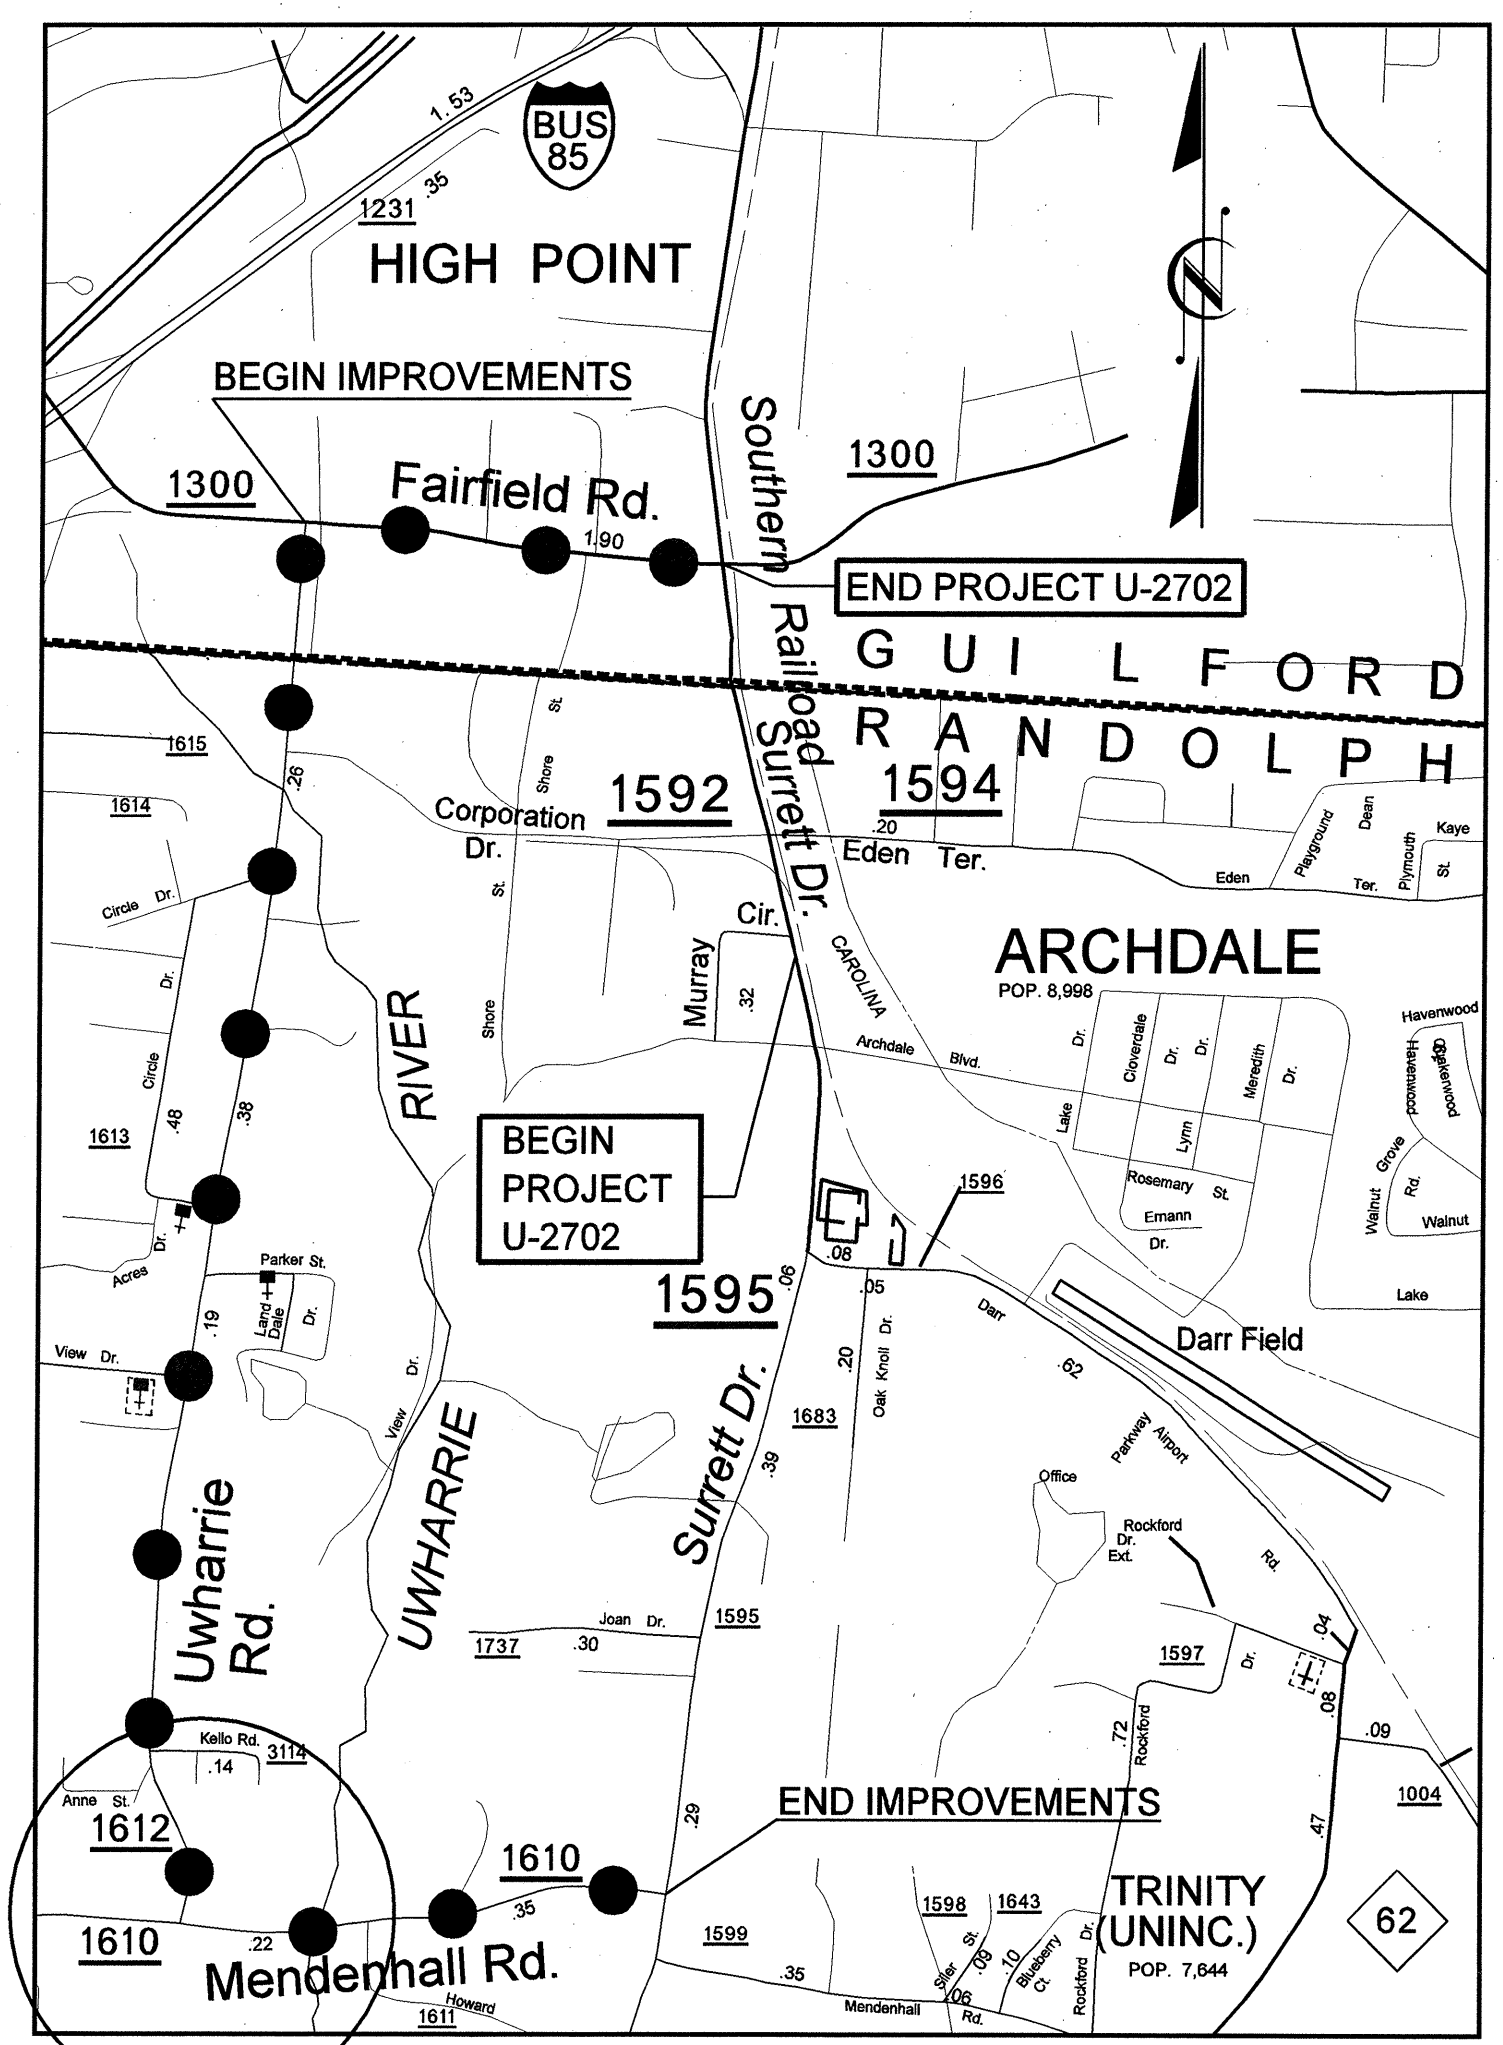 1.53
BUS
85
.35
1231
HIGH POINT
N
BEGIN IMPROVEMENTS
Southern Railroad
1300
1300
Fairfield Rd.
1.90
END PROJECT U-2702
GUILFORD
RANDOLPH
St.
Shore
1615
.26
1614
Corporation
Dr.
1592
1594
Surrett Dr.
.20
Eden Ter.
Playground
Dean
Plymouth
Kaye
St.
Eden
Ter.
Circle Dr.
St.
Cir.
Murray
.32
CAROLINA
ARCHDALE
POP. 8,998
Dr.
Circle
.48
.38
1613
RIVER
Shore
Archdale Blvd.
Dr.
Lake
Cloverdale
Dr.
Dr.
Lynn
Meredith
Dr.
Havenwood
Havenwood
Walnut
Grove
Rd.
Walnut
BEGIN
PROJECT
U-2702
1596
Rosemary St.
Emann
Dr.
Dr.
Acres
Parker St.
Land
Dale
Dr.
.19
View Dr.
Dr.
View
1595
.06
.08
.05
.20
Oak Knoll Dr.
Darr
.62
Darr Field
Lake
1683
Surrett Dr.
.39
Parkway
Airport
Office
Rockford
Dr.
Ext.
Rd.
Uwharrie
Rd.
UWHARRIE
Joan Dr.
1737
.30
1595
1597
Dr.
.04
.08
.72
Rockford
.09
1004
.47
Kello Rd.
3114
.14
Anne St.
1612
.29
END IMPROVEMENTS
1610
.35
1610
.22
Mendenhall Rd.
Howard
1611
1599
.35
Mendenhall
Rd.
1598
1643
Siler St.
.09
.06
.10
Blueberry
Ct.
Rockford Dr.
TRINITY
(UNINC.)
POP. 7,644
62